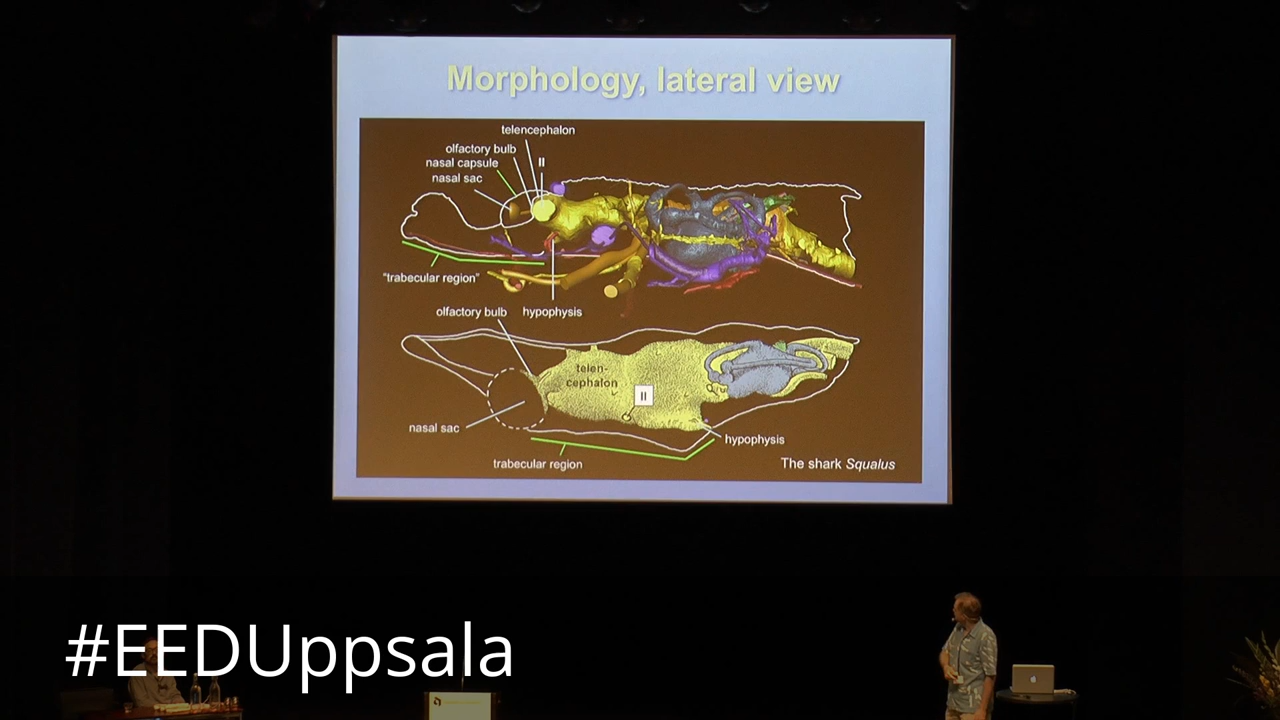 Morphology, lateral view
telencephalon
olfactory bulb
nasal capsule
II
nasal sac
"trabecular region"
olfactory bulb
hypophysis
telen-
cephalon
II
nasal sac
hypophysis
trabecular region
The shark Squalus
#EEDUppsala